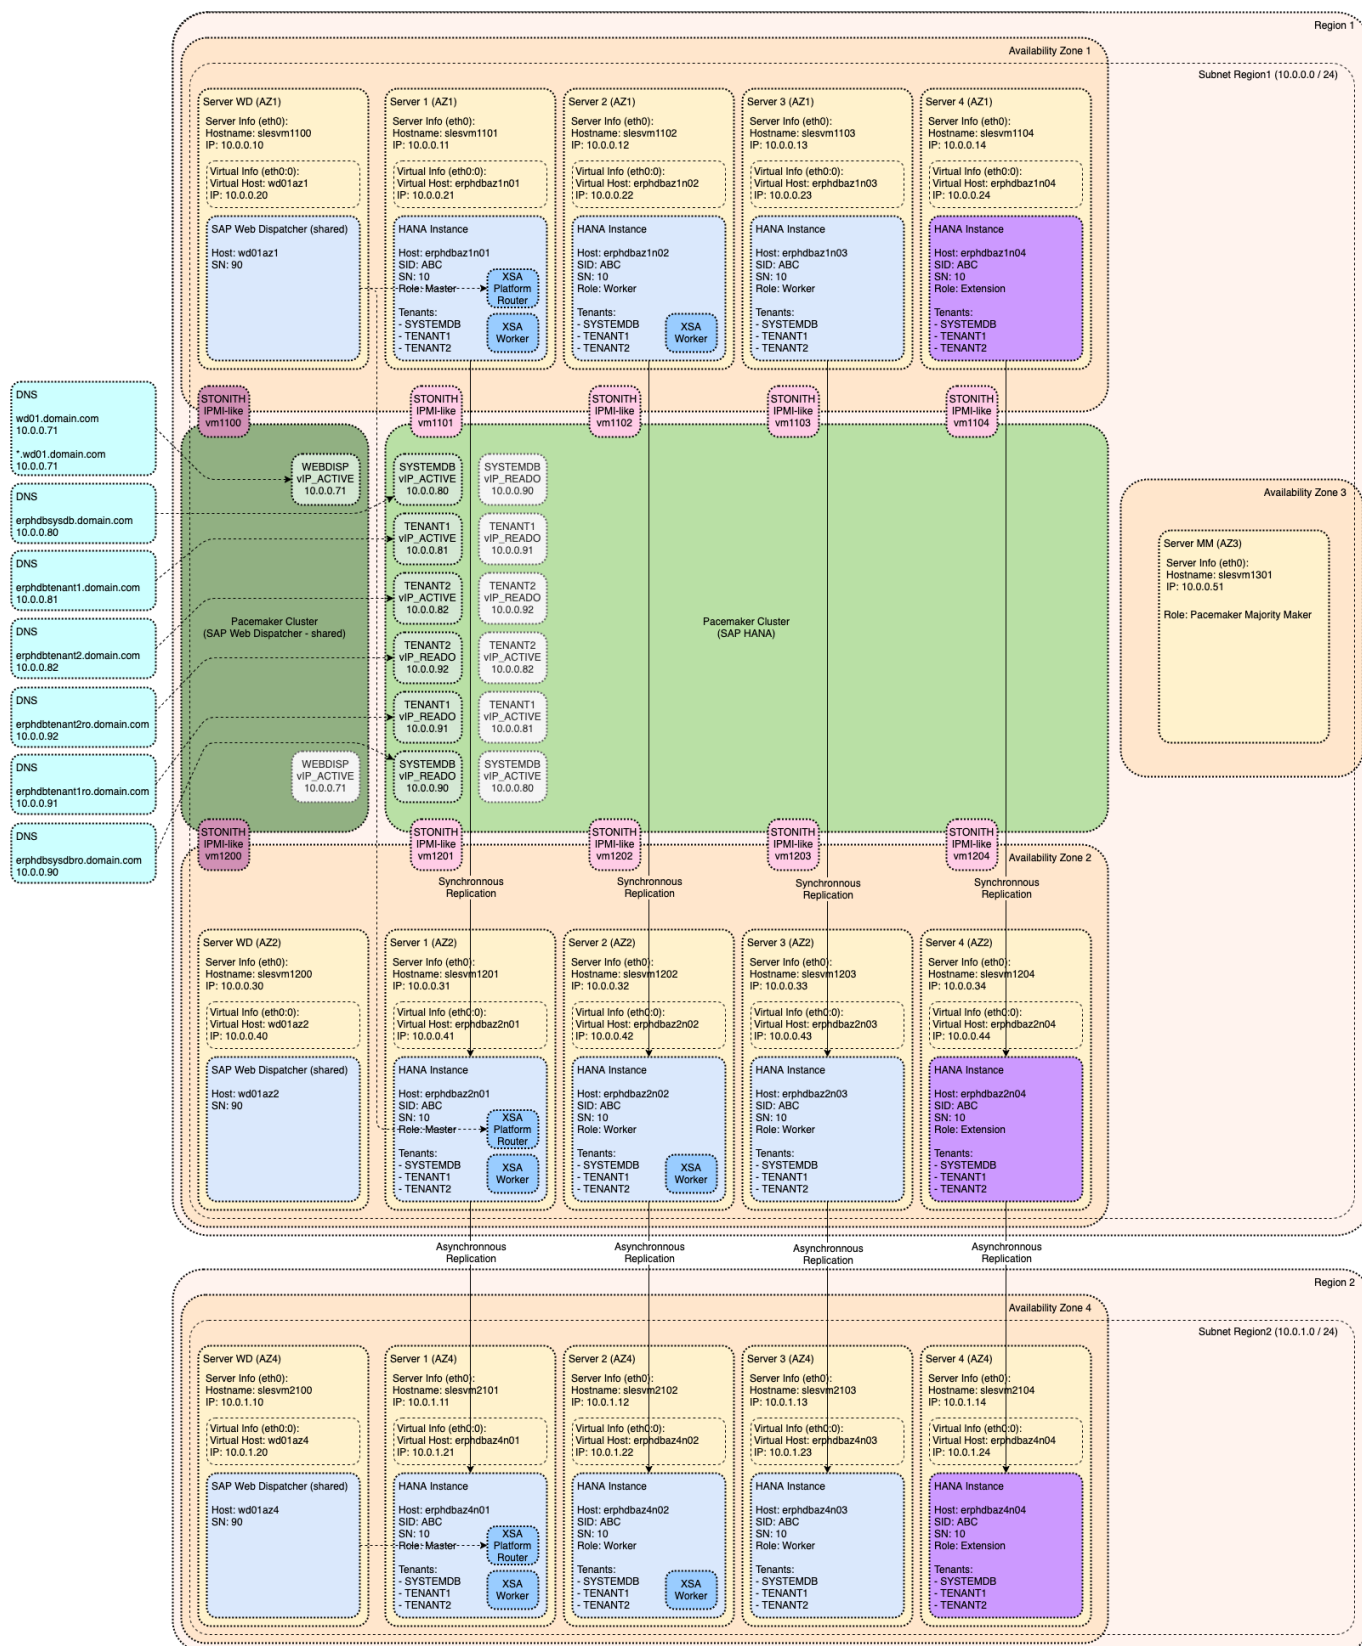 Region 1
Availability Zone 1
Subnet Region1 (10.0.0.0 / 24)
Server WD (AZ1)
Server Info (eth0):
Hostname: slesvm1100
IP: 10.0.0.10
Virtual Info (eth0:0):
Virtual Host: wd01az1
IP: 10.0.0.20
SAP Web Dispatcher (shared)
Host: wd01az1
SN: 90
Server 1 (AZ1)
Server Info (eth0):
Hostname: slesvm1101
IP: 10.0.0.11
Virtual Info (eth0:0):
Virtual Host: erphdbaz1n01
IP: 10.0.0.21
HANA Instance
Host: erphdbaz1n01
SID: ABC
SN: 10
Role: Master
Tenants:
- SYSTEMDB
- TENANT1
- TENANT2
XSA
Platform
Router
XSA
Worker
Server 2 (AZ1)
Server Info (eth0):
Hostname: slesvm1102
IP: 10.0.0.12
Virtual Info (eth0:0):
Virtual Host: erphdbaz1n02
IP: 10.0.0.22
HANA Instance
Host: erphdbaz1n02
SID: ABC
SN: 10
Role: Worker
Tenants:
- SYSTEMDB
- TENANT1
- TENANT2
XSA
Worker
Server 3 (AZ1)
Server Info (eth0):
Hostname: slesvm1103
IP: 10.0.0.13
Virtual Info (eth0:0):
Virtual Host: erphdbaz1n03
IP: 10.0.0.23
HANA Instance
Host: erphdbaz1n03
SID: ABC
SN: 10
Role: Worker
Tenants:
- SYSTEMDB
- TENANT1
- TENANT2
Server 4 (AZ1)
Server Info (eth0):
Hostname: slesvm1104
IP: 10.0.0.14
Virtual Info (eth0:0):
Virtual Host: erphdbaz1n04
IP: 10.0.0.24
HANA Instance
Host: erphdbaz1n04
SID: ABC
SN: 10
Role: Extension
Tenants:
- SYSTEMDB
- TENANT1
- TENANT2
STONITH
IPMI-like
vm1100
STONITH
IPMI-like
vm1101
STONITH
IPMI-like
vm1102
STONITH
IPMI-like
vm1103
STONITH
IPMI-like
vm1104
DNS
wd01.domain.com
10.0.0.71
*.wd01.domain.com
10.0.0.71
DNS
erphdbsysdb.domain.com
10.0.0.80
DNS
erphdbtenant1.domain.com
10.0.0.81
DNS
erphdbtenant2.domain.com
10.0.0.82
DNS
erphdbtenant2ro.domain.com
10.0.0.92
DNS
erphdbtenant1ro.domain.com
10.0.0.91
DNS
erphdbsysdbro.domain.com
10.0.0.90
WEBDISP
vIP_ACTIVE
10.0.0.71
Pacemaker Cluster
(SAP Web Dispatcher - shared)
WEBDISP
vIP_ACTIVE
10.0.0.71
SYSTEMDB
vIP_ACTIVE
10.0.0.80
SYSTEMDB
vIP_READO
10.0.0.90
TENANT1
vIP_ACTIVE
10.0.0.81
TENANT1
vIP_READO
10.0.0.91
TENANT2
vIP_ACTIVE
10.0.0.82
TENANT2
vIP_READO
10.0.0.92
TENANT2
vIP_READO
10.0.0.92
TENANT2
vIP_ACTIVE
10.0.0.82
TENANT1
vIP_READO
10.0.0.91
TENANT1
vIP_ACTIVE
10.0.0.81
SYSTEMDB
vIP_READO
10.0.0.90
SYSTEMDB
vIP_ACTIVE
10.0.0.80
Pacemaker Cluster
(SAP HANA)
Availability Zone 3
Server MM (AZ3)
Server Info (eth0):
Hostname: slesvm1301
IP: 10.0.0.51
Role: Pacemaker Majority Maker
STONITH
IPMI-like
vm1200
STONITH
IPMI-like
vm1201
STONITH
IPMI-like
vm1202
STONITH
IPMI-like
vm1203
STONITH
IPMI-like
vm1204
Availability Zone 2
Synchronnous
Replication
Synchronnous
Replication
Synchronnous
Replication
Synchronnous
Replication
Server WD (AZ2)
Server Info (eth0):
Hostname: slesvm1200
IP: 10.0.0.30
Virtual Info (eth0:0):
Virtual Host: wd01az2
IP: 10.0.0.40
SAP Web Dispatcher (shared)
Host: wd01az2
SN: 90
Server 1 (AZ2)
Server Info (eth0):
Hostname: slesvm1201
IP: 10.0.0.31
Virtual Info (eth0:0):
Virtual Host: erphdbaz2n01
IP: 10.0.0.41
HANA Instance
Host: erphdbaz2n01
SID: ABC
SN: 10
Role: Master
Tenants:
- SYSTEMDB
- TENANT1
- TENANT2
XSA
Platform
Router
XSA
Worker
Server 2 (AZ2)
Server Info (eth0):
Hostname: slesvm1202
IP: 10.0.0.32
Virtual Info (eth0:0):
Virtual Host: erphdbaz2n02
IP: 10.0.0.42
HANA Instance
Host: erphdbaz2n02
SID: ABC
SN: 10
Role: Worker
Tenants:
- SYSTEMDB
- TENANT1
- TENANT2
XSA
Worker
Server 3 (AZ2)
Server Info (eth0):
Hostname: slesvm1203
IP: 10.0.0.33
Virtual Info (eth0:0):
Virtual Host: erphdbaz2n03
IP: 10.0.0.43
HANA Instance
Host: erphdbaz2n03
SID: ABC
SN: 10
Role: Worker
Tenants:
- SYSTEMDB
- TENANT1
- TENANT2
Server 4 (AZ2)
Server Info (eth0):
Hostname: slesvm1204
IP: 10.0.0.34
Virtual Info (eth0:0):
Virtual Host: erphdbaz2n04
IP: 10.0.0.44
HANA Instance
Host: erphdbaz2n04
SID: ABC
SN: 10
Role: Extension
Tenants:
- SYSTEMDB
- TENANT1
- TENANT2
Asynchronnous
Replication
Asynchronnous
Replication
Asynchronnous
Replication
Asynchronnous
Replication
Region 2
Availability Zone 4
Subnet Region2 (10.0.1.0 / 24)
Server WD (AZ4)
Server Info (eth0):
Hostname: slesvm2100
IP: 10.0.1.10
Virtual Info (eth0:0):
Virtual Host: wd01az4
IP: 10.0.1.20
SAP Web Dispatcher (shared)
Host: wd01az4
SN: 90
Server 1 (AZ4)
Server Info (eth0):
Hostname: slesvm2101
IP: 10.0.1.11
Virtual Info (eth0:0):
Virtual Host: erphdbaz4n01
IP: 10.0.1.21
HANA Instance
Host: erphdbaz4n01
SID: ABC
SN: 10
Role: Master
Tenants:
- SYSTEMDB
- TENANT1
- TENANT2
XSA
Platform
Router
XSA
Worker
Server 2 (AZ4)
Server Info (eth0):
Hostname: slesvm2102
IP: 10.0.1.12
Virtual Info (eth0:0):
Virtual Host: erphdbaz4n02
IP: 10.0.1.22
HANA Instance
Host: erphdbaz4n02
SID: ABC
SN: 10
Role: Worker
Tenants:
- SYSTEMDB
- TENANT1
- TENANT2
XSA
Worker
Server 3 (AZ4)
Server Info (eth0):
Hostname: slesvm2103
IP: 10.0.1.13
Virtual Info (eth0:0):
Virtual Host: erphdbaz4n03
IP: 10.0.1.23
HANA Instance
Host: erphdbaz4n03
SID: ABC
SN: 10
Role: Worker
Tenants:
- SYSTEMDB
- TENANT1
- TENANT2
Server 4 (AZ4)
Server Info (eth0):
Hostname: slesvm2104
IP: 10.0.1.14
Virtual Info (eth0:0):
Virtual Host: erphdbaz4n04
IP: 10.0.1.24
HANA Instance
Host: erphdbaz4n04
SID: ABC
SN: 10
Role: Extension
Tenants:
- SYSTEMDB
- TENANT1
- TENANT2